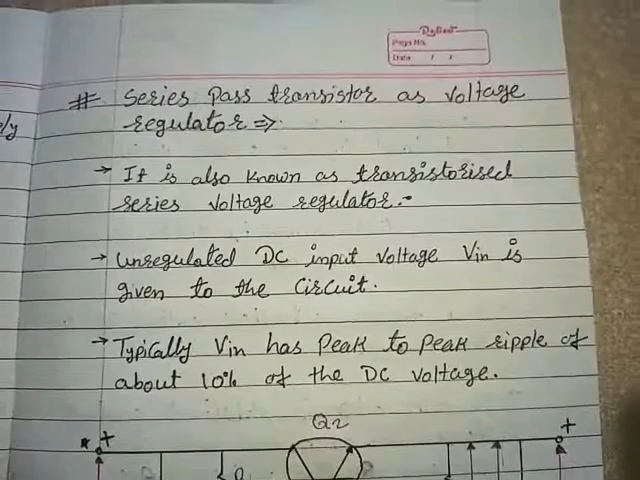 Page No.
Date / /
# Series Pass transistor as voltage
regulator ⇒
→ It is also known as transistorised
series voltage regulator.
→ Unregulated DC input voltage Vin is
given to the circuit.
→ Typically Vin has Peak to Peak ripple of
about 10% of the DC voltage.
Q2
+ +